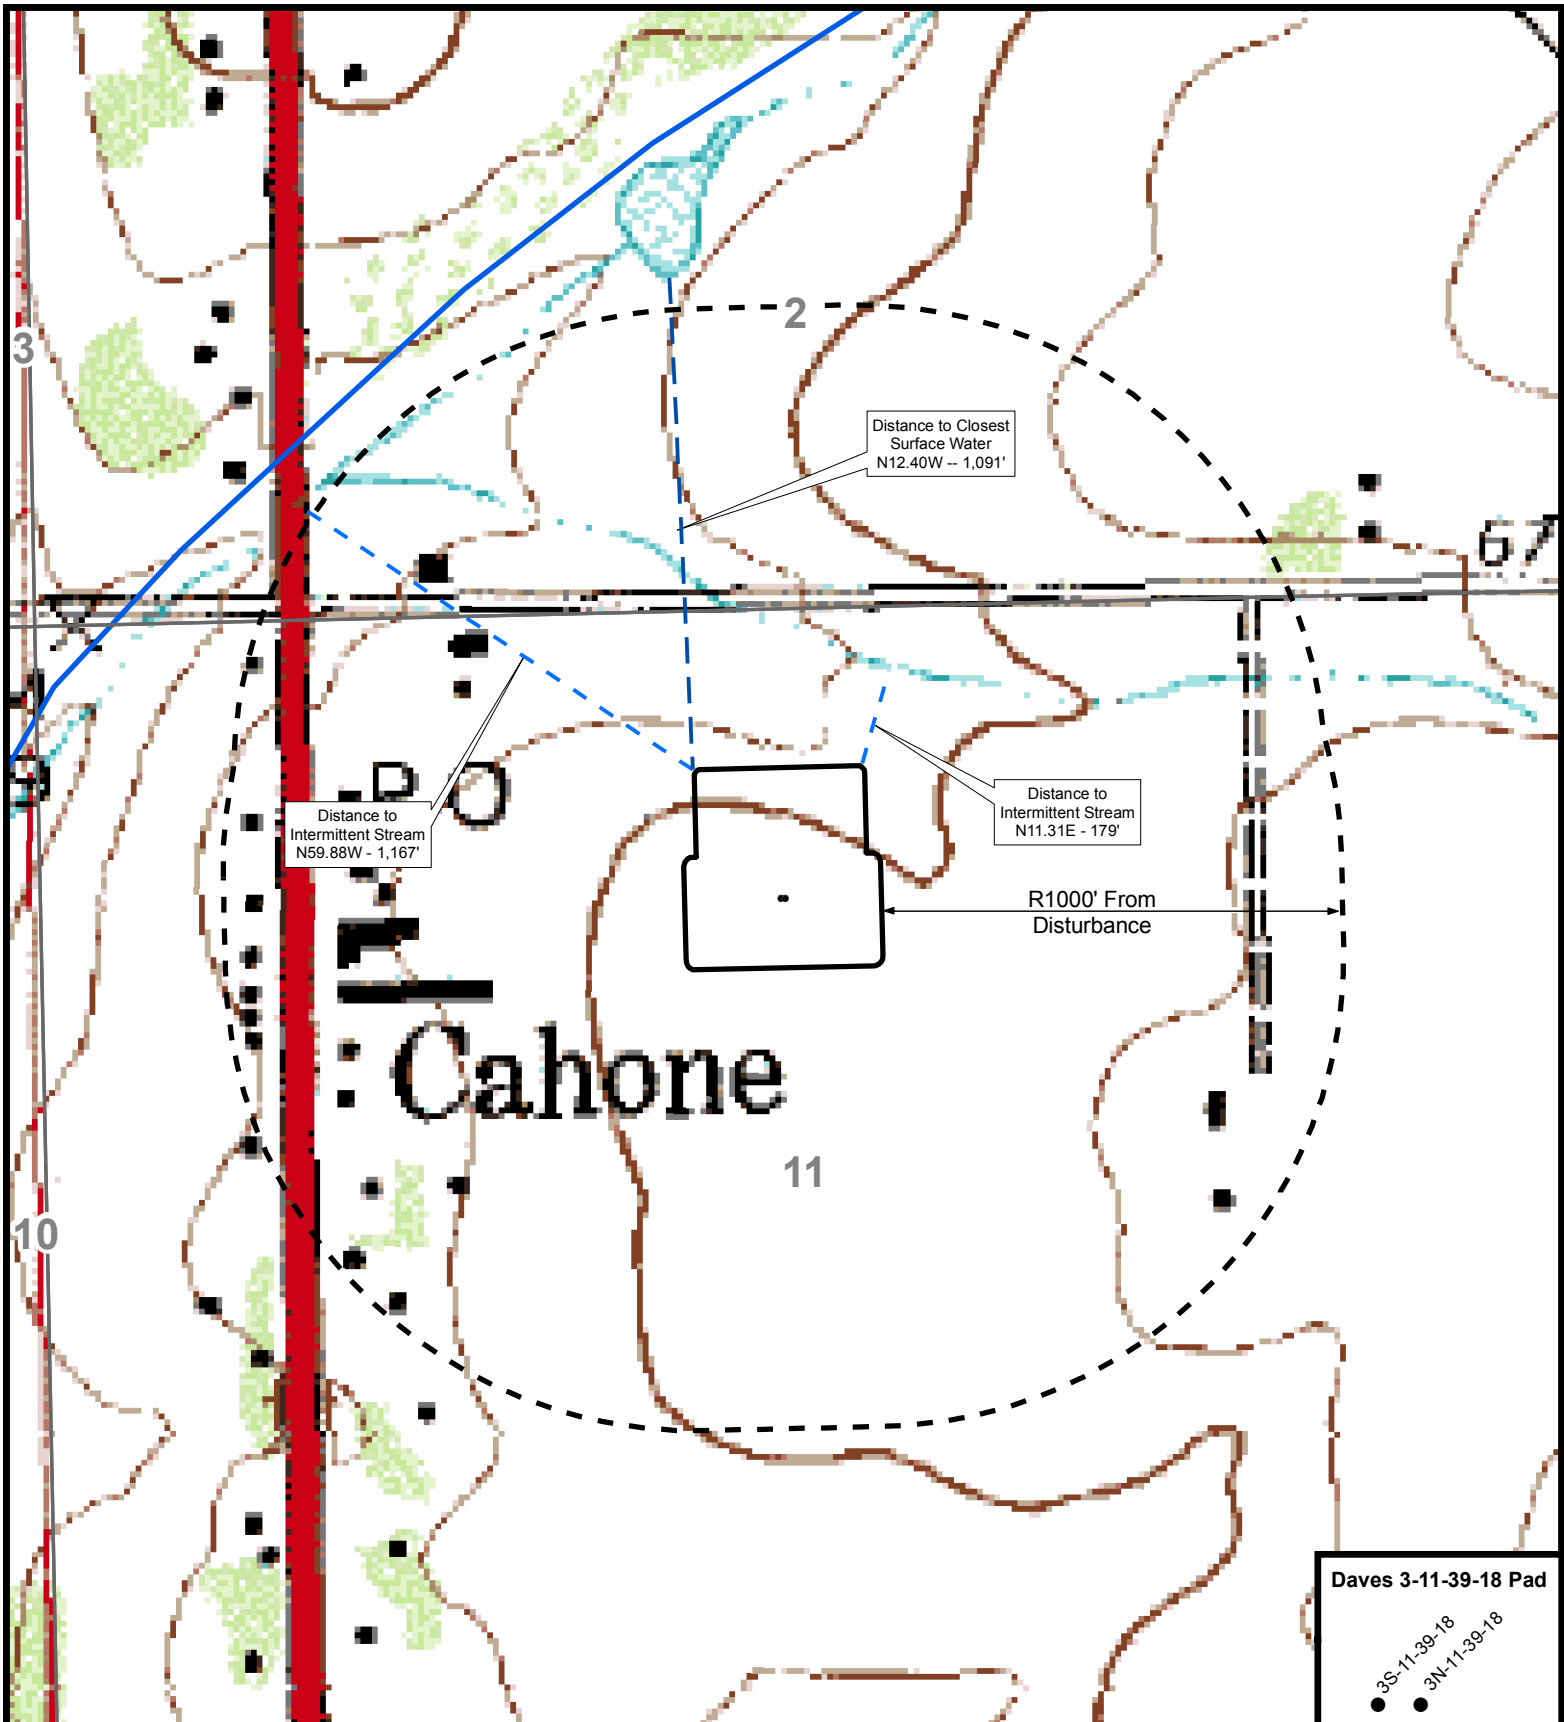 2
3
Distance to Closest
Surface Water
N12.40W -- 1,091'
67
P O
Distance to
Intermittent Stream
N59.88W - 1,167'
Distance to
Intermittent Stream
N11.31E - 179'
R1000' From
Disturbance
Cahone
11
10
Daves 3-11-39-18 Pad
3S-11-39-18
3N-11-39-18